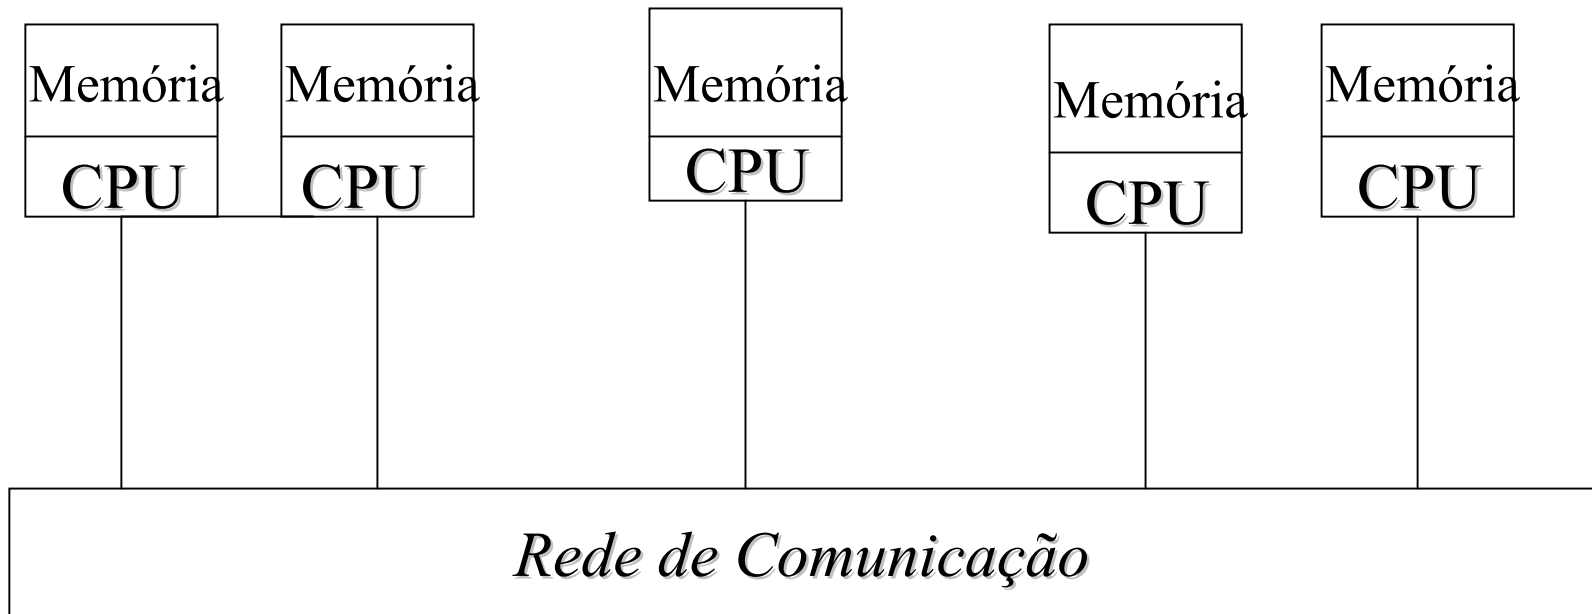 Memória
CPU
Memória
CPU
Memória
CPU
Memória
CPU
Memória
CPU
Rede de Comunicação